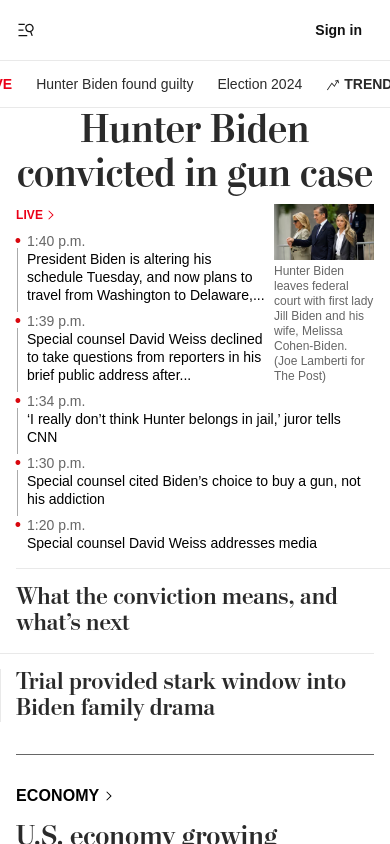 Sign in
VE
Hunter Biden found guilty
Election 2024
TREND
Hunter Biden
convicted in gun case
LIVE
1:40 p.m.
President Biden is altering his
schedule Tuesday, and now plans to
travel from Washington to Delaware,...
1:39 p.m.
Special counsel David Weiss declined
to take questions from reporters in his
brief public address after...
1:34 p.m.
‘I really don’t think Hunter belongs in jail,’ juror tells
CNN
1:30 p.m.
Special counsel cited Biden’s choice to buy a gun, not
his addiction
1:20 p.m.
Special counsel David Weiss addresses media
Hunter Biden
leaves federal
court with first lady
Jill Biden and his
wife, Melissa
Cohen-Biden.
(Joe Lamberti for
The Post)
What the conviction means, and
what’s next
Trial provided stark window into
Biden family drama
ECONOMY
U.S. economy growing